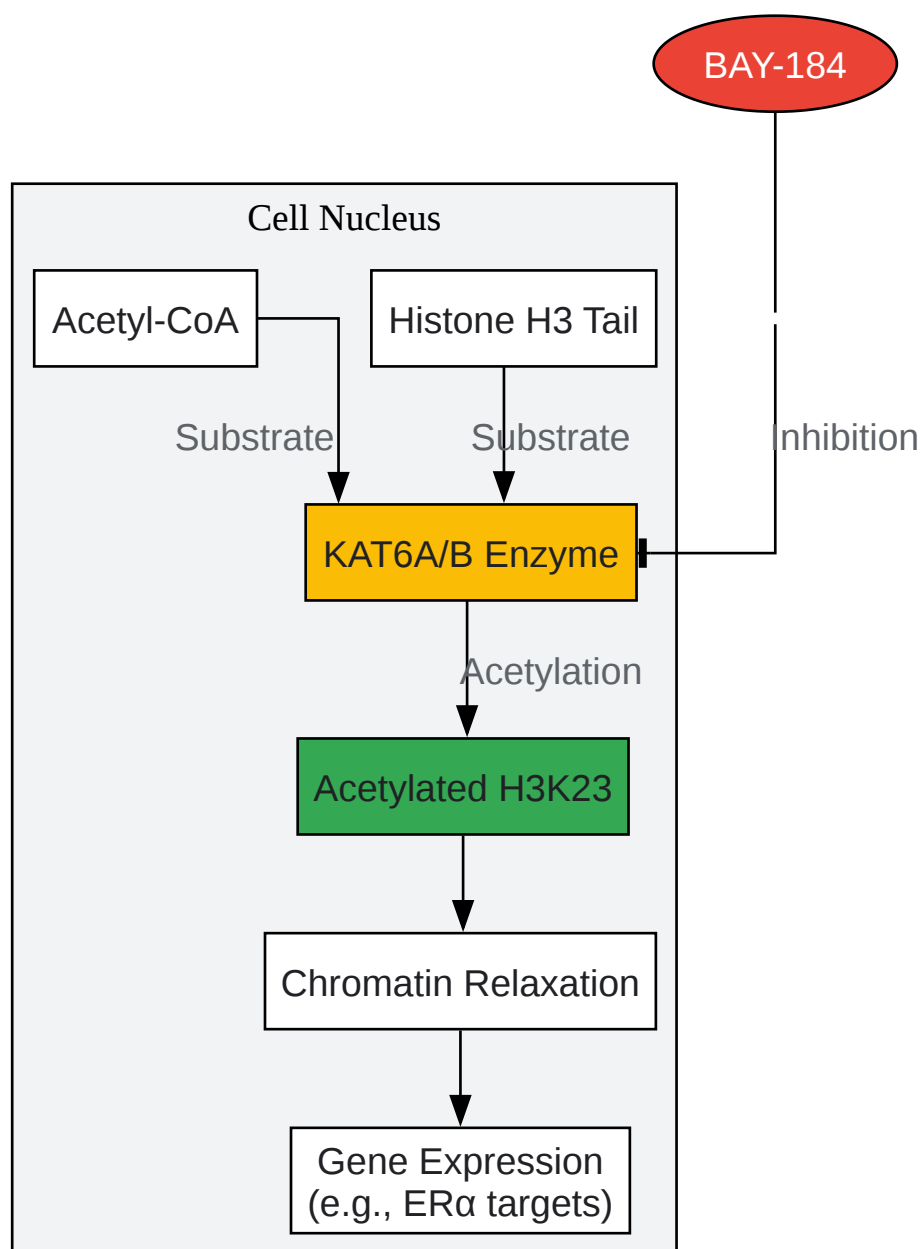 BAY-184
Cell Nucleus
Acetyl-CoA
Histone H3 Tail
Substrate
Substrate
Inhibition
KAT6A/B Enzyme
Acetylation
Acetylated H3K23
Chromatin Relaxation
Gene Expression
(e.g., ERα targets)